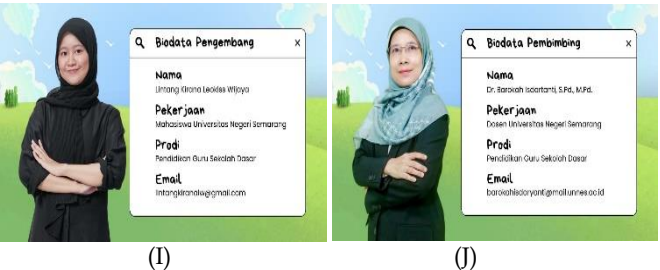 Biodata Pengembang
Nama
Lintang Kirana Leokiss Wijaya
Pekerjaan
Mahasiswa Universitas Negeri Semarang
Prodi
Pendidikan Guru Sekolah Dasar
Email
lintangkiranalw@gmail.com
(I)
Biodata Pembimbing
Nama
Dr. Barokah Isdaryanti, S.Pd., M.Pd.
Pekerjaan
Dosen Universitas Negeri Semarang
Prodi
Pendidikan Guru Sekolah Dasar
Email
barokahisdaryanti@mail.unnes.ac.id
(J)